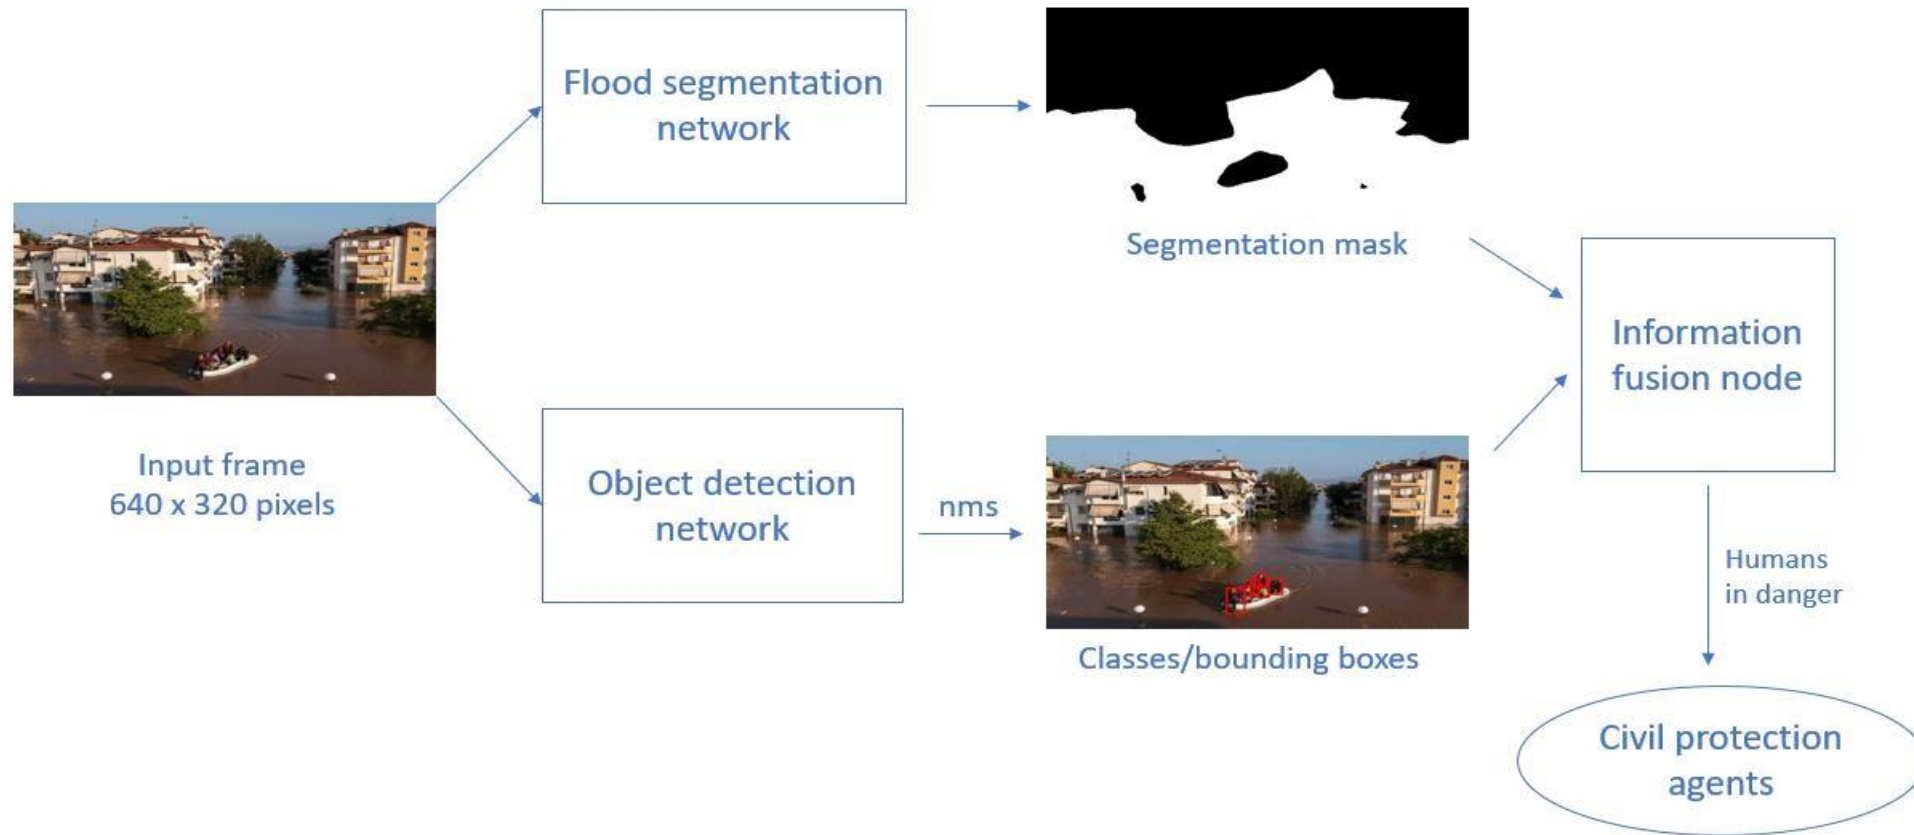 Flood segmentation
network
Segmentation mask
Input frame
640 x 320 pixels
Object detection
network
nms
Classes/bounding boxes
Information
fusion node
Humans
in danger
Civil protection
agents